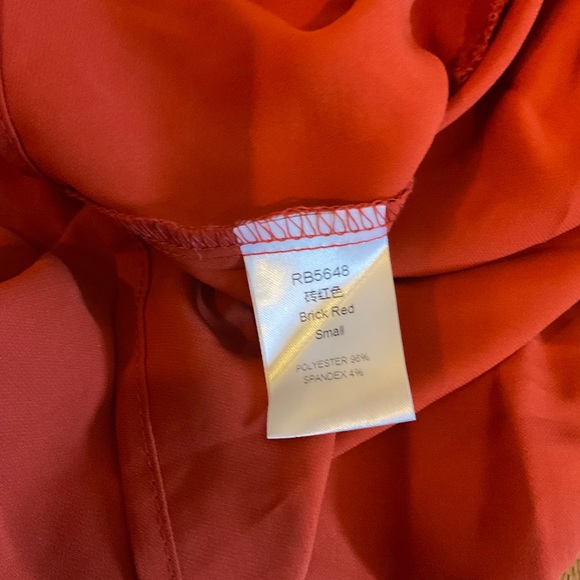 RB5648
砖红色
Brick Red
Small
POLYESTER 96%
SPANDEX 4%